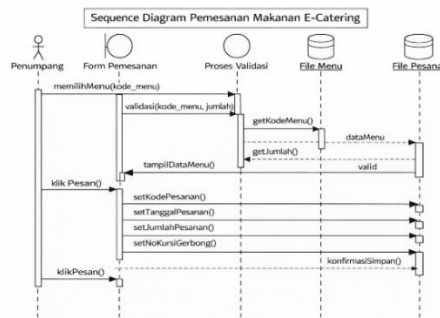 Sequence Diagram Pemesanan Makanan E-Catering
Penumpang
Form Pemesanan
Proses Validasi
File Menu
File Pesana
memilihMenu(kode_menu)
validasi(kode_menu, jumlah)
getKodeMenu()
dataMenu
getJumlah()
valid
tampilDataMenu()
klik Pesan()
setKodePesanan()
setTanggalPesanan()
setJumlahPesanan()
setNoKursiGerbong()
konfirmasiSimpan()
klikPesan()